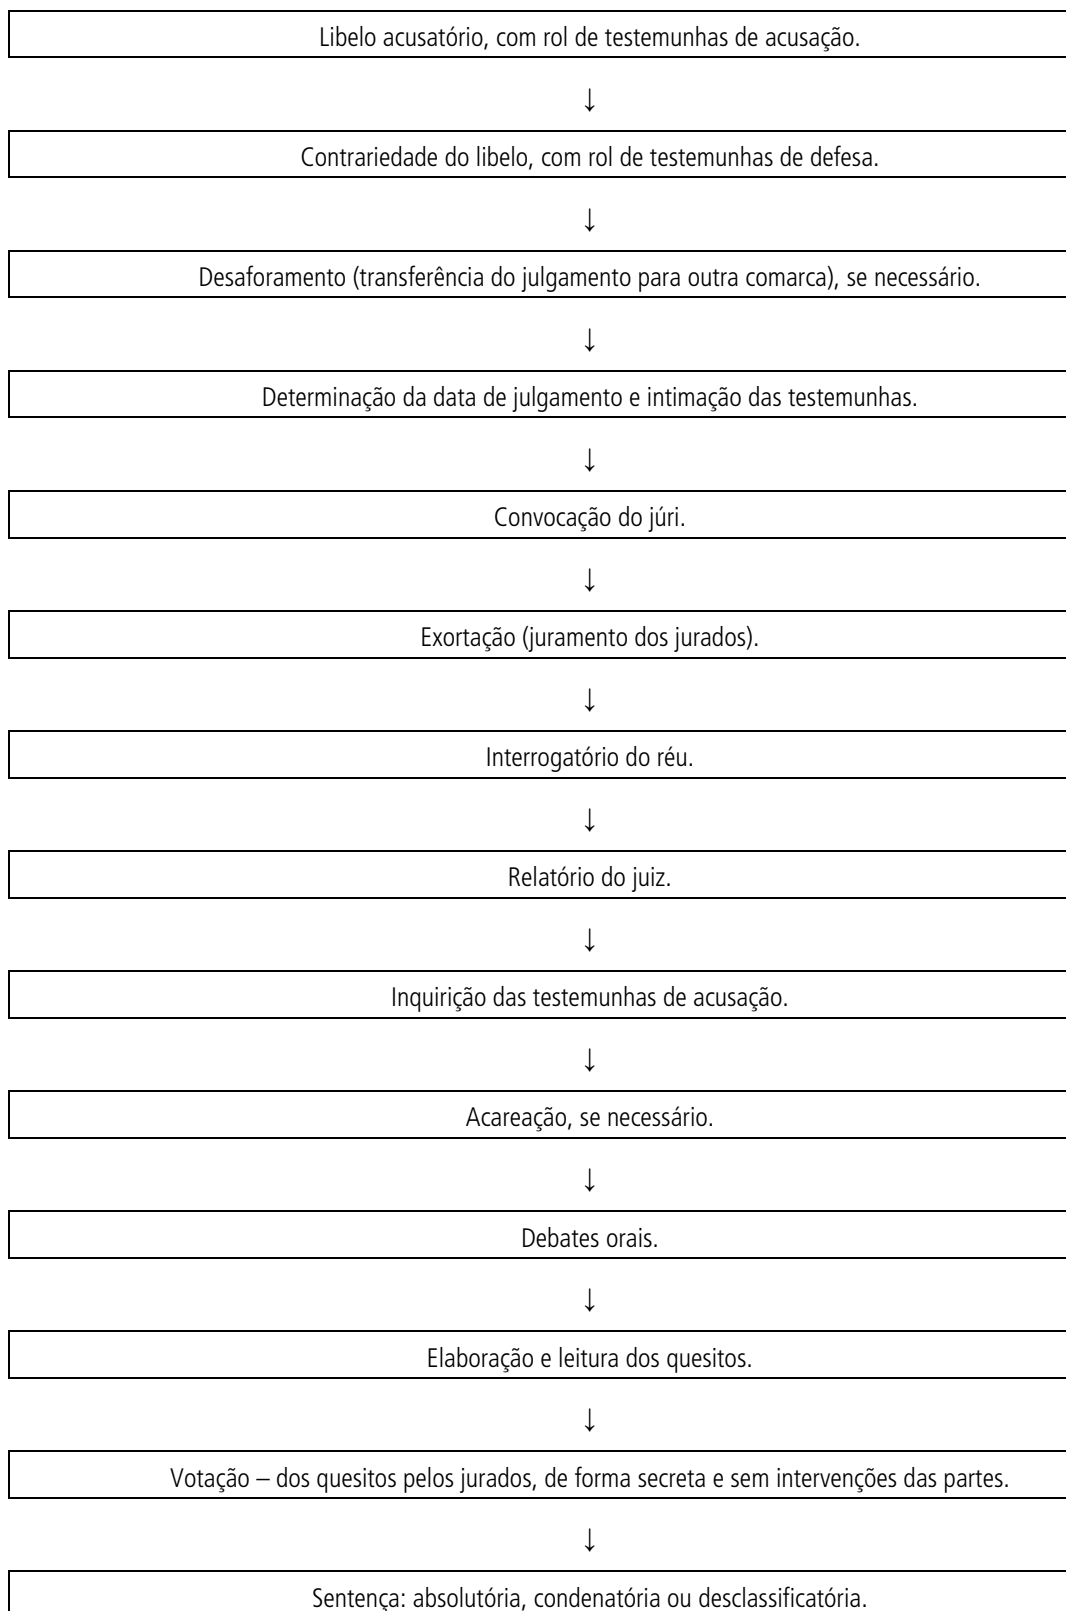 Libelo acusatório, com rol de testemunhas de acusação.
↓
Contrariedade do libelo, com rol de testemunhas de defesa.
↓
Desaforamento (transferência do julgamento para outra comarca), se necessário.
↓
Determinação da data de julgamento e intimação das testemunhas.
↓
Convocação do júri.
↓
Exortação (juramento dos jurados).
↓
Interrogatório do réu.
↓
Relatório do juiz.
↓
Inquirição das testemunhas de acusação.
↓
Acareação, se necessário.
↓
Debates orais.
↓
Elaboração e leitura dos quesitos.
↓
Votação – dos quesitos pelos jurados, de forma secreta e sem intervenções das partes.
↓
Sentença: absolutória, condenatória ou desclassificatória.